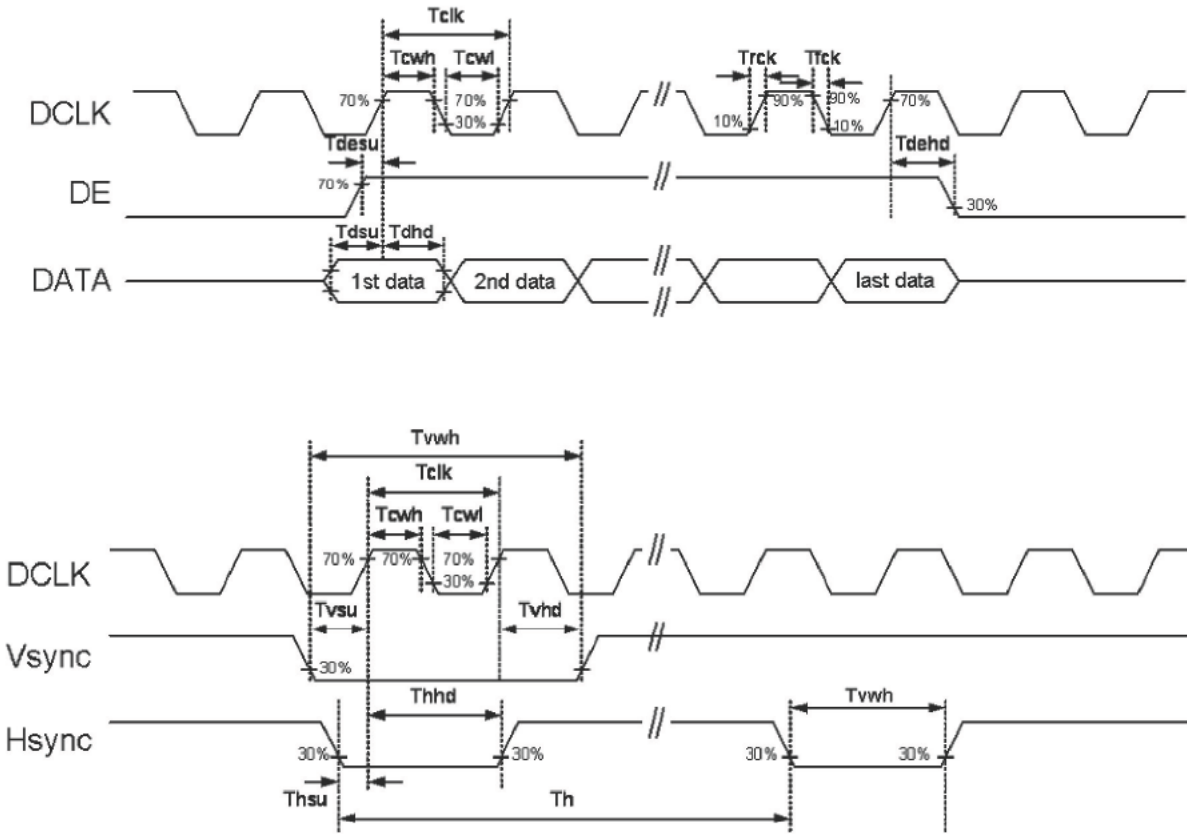 Tclk
Tcwh Tcwl Trck Tfck
DCLK 70% 70% 30% 10% 90% 90% 10% 70%
Tdesu Tdehd
DE 70% 30%
Tdsu Tdhd
DATA 1st data 2nd data last data
Tvwh
Tclk
Tcwh Tcwl
DCLK 70% 70% 70% 30%
Tvsu Tvhd
Vsync 30%
Thhd Tvwh
Hsync 30% 30% 30% 30%
Thsu Th